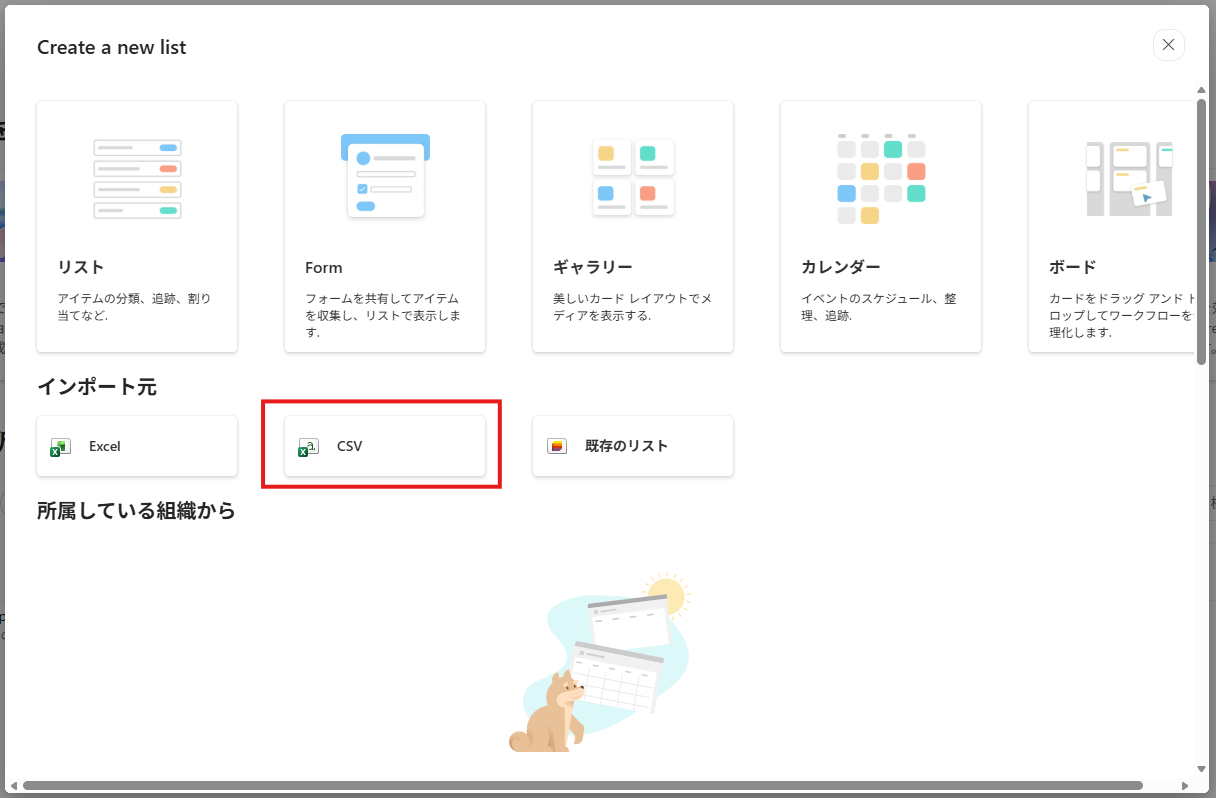 Create a new list
リスト
アイテムの分類、追跡、割り
当てなど.
Form
フォームを共有してアイテム
を収集し、リストで表示しま
す.
ギャラリー
美しいカード レイアウトでメ
ディアを表示する.
カレンダー
イベントのスケジュール、整
理、追跡.
ボード
カードをドラッグ アンド ド
ロップしてワークフローを
理化します.
インポート元
Excel
CSV
既存のリスト
所属している組織から